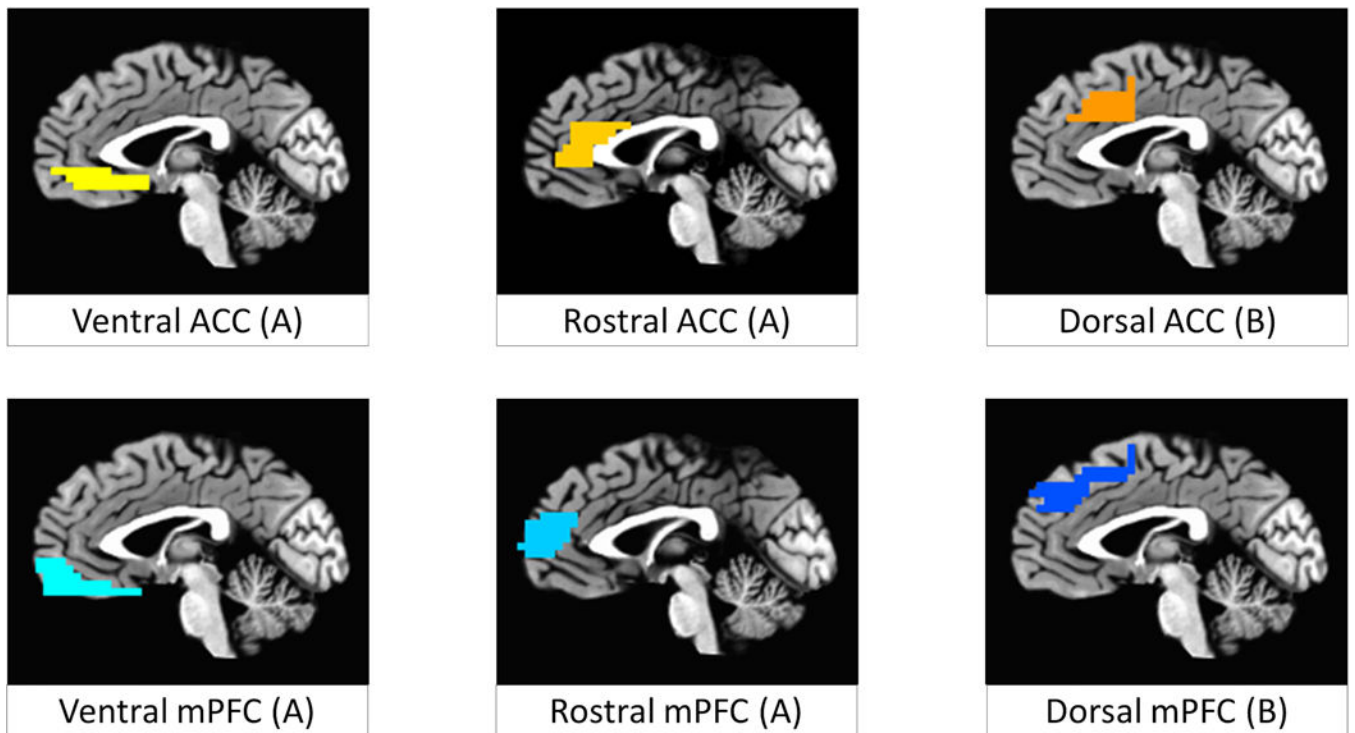 Ventral ACC (A)
Rostral ACC (A)
Dorsal ACC (B)
Ventral mPFC (A)
Rostral mPFC (A)
Dorsal mPFC (B)